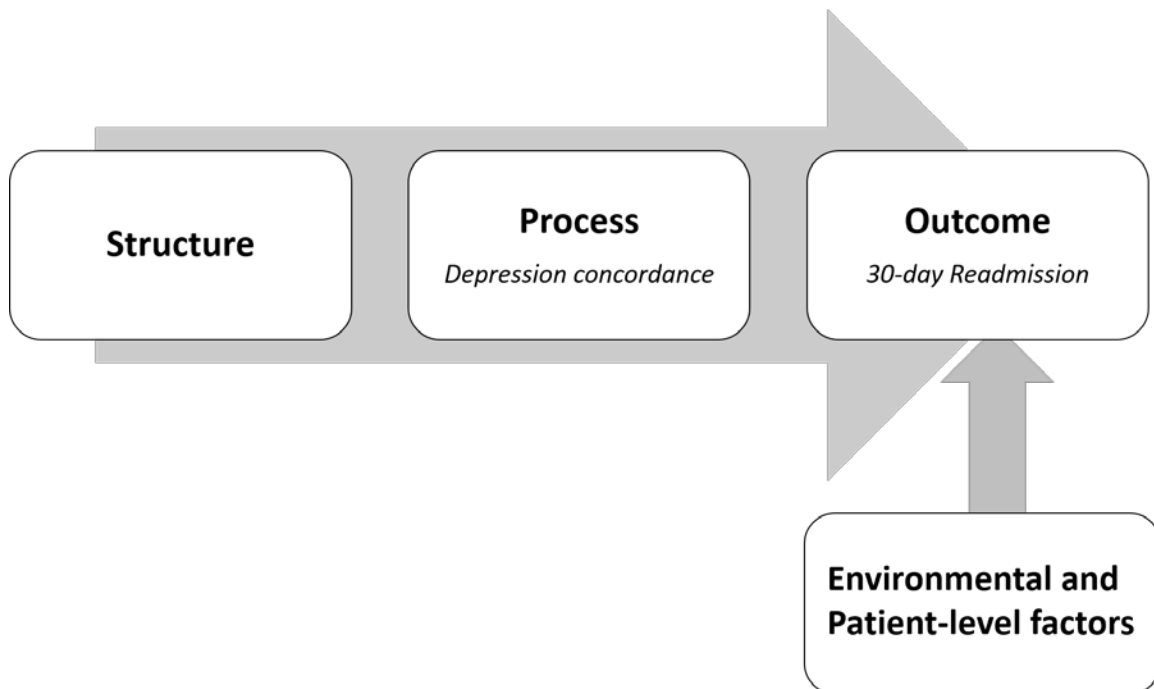 Structure
Process
Depression concordance
Outcome
30-day Readmission
Environmental and
Patient-level factors